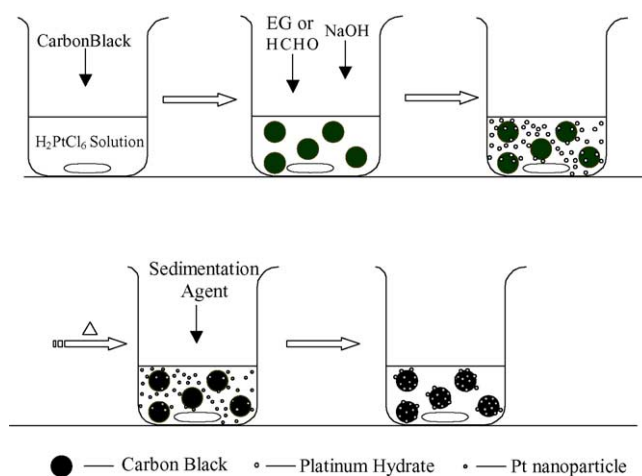 CarbonBlack
H₂PtCl₆ Solution
EG or
HCHO
NaOH
△
Sedimentation
Agent
Carbon Black
Platinum Hydrate
Pt nanoparticle